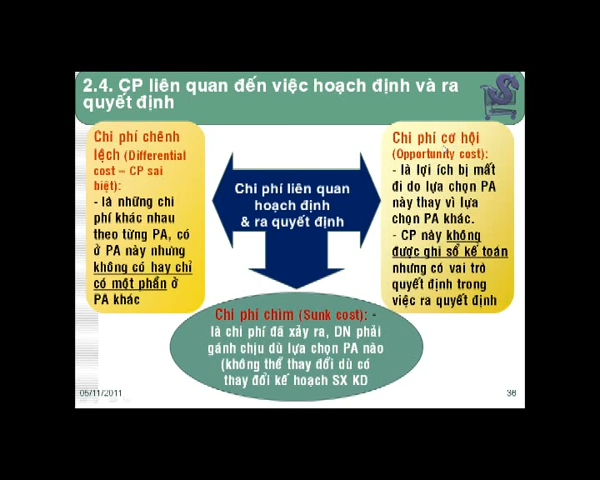 2.4. CP liên quan đến việc hoạch định và ra
quyết định
Chi phí chênh
lệch (Differential
cost – CP sai
biệt):
- là những chi
phí khác nhau
theo từng PA, có
ở PA này nhưng
không có hay chỉ
có một phần ở
PA khác
Chi phí liên quan
hoạch định
& ra quyết định
Chi phí cơ hội
(Opportunity cost):
- là lợi ích bị mất
đi do lựa chọn PA
này thay vì lựa
chọn PA khác.
- CP này không
được ghi sổ kế toán
nhưng có vai trò
quyết định trong
việc ra quyết định
Chi phí chìm (Sunk cost): -
là chi phí đã xảy ra, DN phải
gánh chịu dù lựa chọn PA nào
(không thể thay đổi dù có
thay đổi kế hoạch SX KD
05/11/2011
36